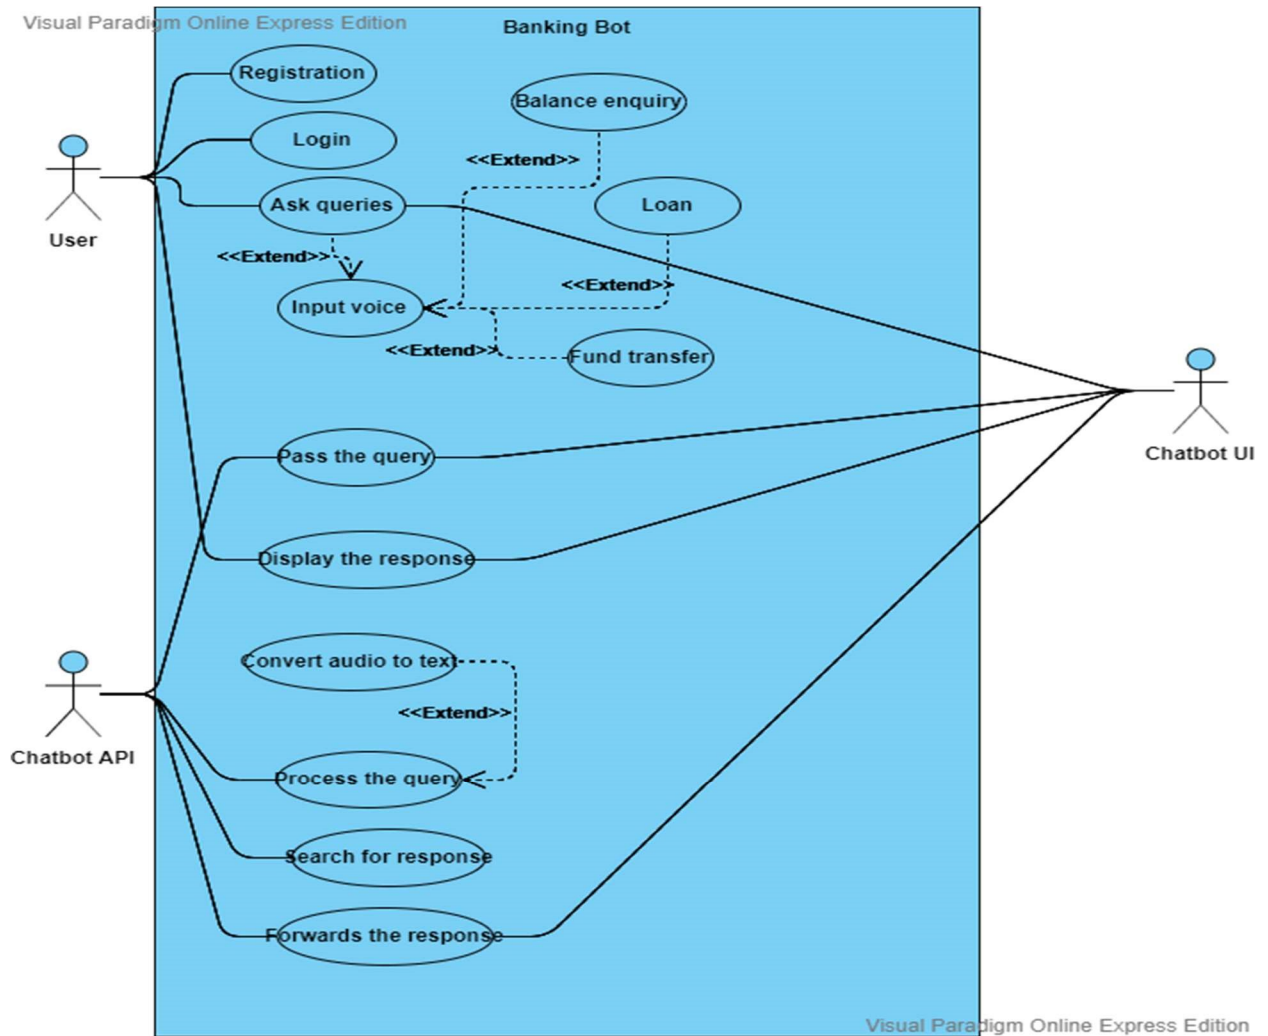 Visual Paradigm Online Express Edition
Banking Bot
Registration
Balance enquiry
Login
<<Extend>>
Ask queries
Loan
User
<<Extend>>
<<Extend>>
Input voice
<<Extend>>
Fund transfer
Pass the query
Chatbot UI
Display the response
Convert audio to text
<<Extend>>
Chatbot API
Process the query
Search for response
Forwards the response
Visual Paradigm Online Express Edition